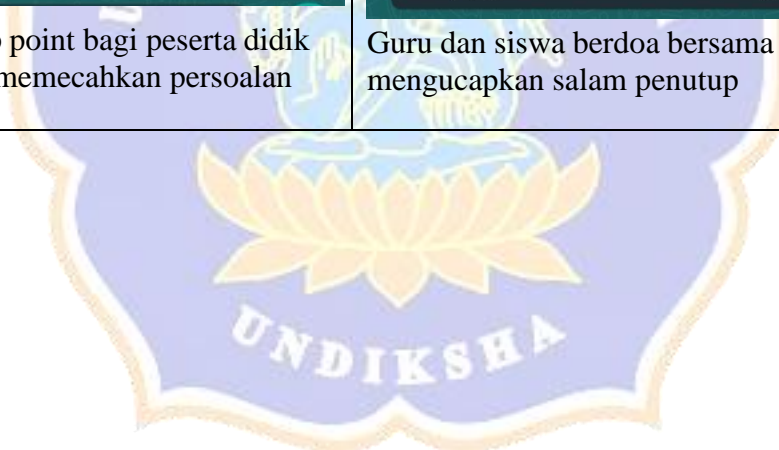 point bagi peserta didik
memecahkan persoalan
Guru dan siswa berdoa bersama
mengucapkan salam penutup
UNDIKSHA